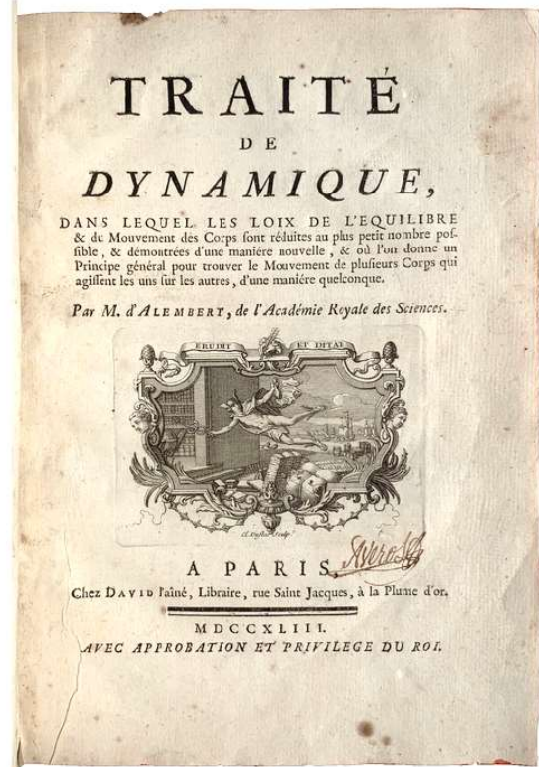 TRAITÉ
DE
DYNAMIQUE,
DANS LEQUEL LES LOIX DE L'EQUILIBRE
& du Mouvement des Corps sont réduites au plus petit nombre pos-
sible, & démontrées d'une maniére nouvelle, & où l'on donne un
Principe général pour trouver le Mouvement de plusieurs Corps qui
agissent les uns sur les autres, d'une maniére quelconque.
Par M. d'ALEMBERT, de l'Académie Royale des Sciences.
ERUDIT ET DITAT
Sculp.
A PARIS,
Chez DAVID l'aîné, Libraire, rue Saint Jacques, à la Plume d'or.
MDCCXLIII.
AVEC APPROBATION ET PRIVILEGE DU ROI.